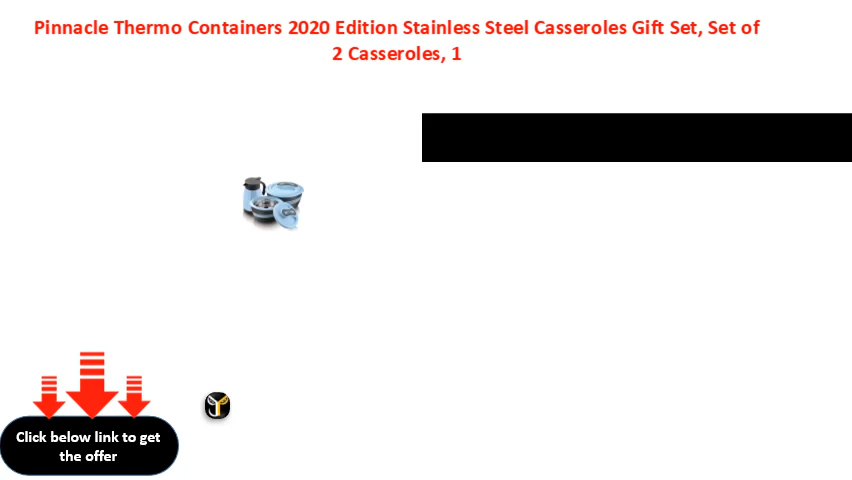 Pinnacle Thermo Containers 2020 Edition Stainless Steel Casseroles Gift Set, Set of
2 Casseroles, 1
Click below link to get
the offer